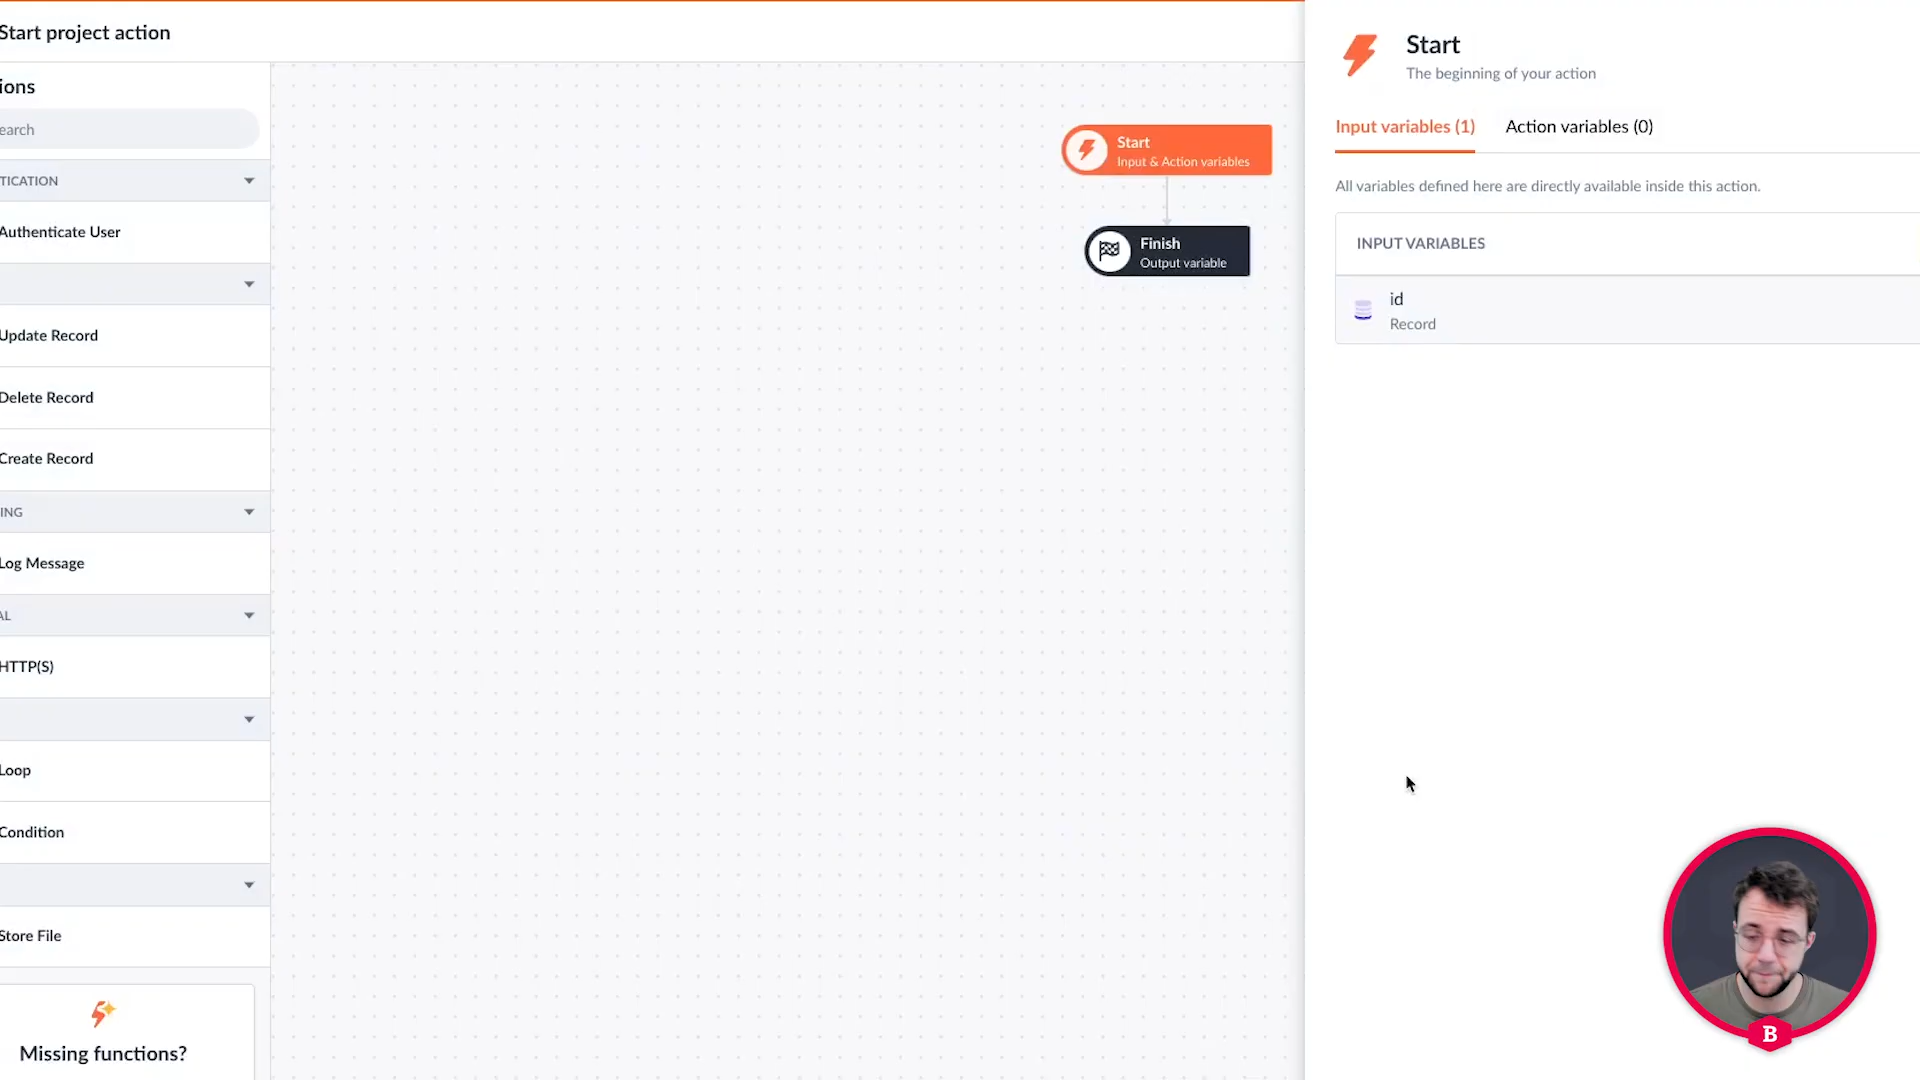 Start project action
ions
earch
TICATION
Authenticate User
Update Record
Delete Record
Create Record
ING
Log Message
AL
HTTP(S)
Loop
Condition
Store File
Missing functions?
Start
Input & Action variables
Finish
Output variable
Start
The beginning of your action
Input variables (1)
Action variables (0)
All variables defined here are directly available inside this action.
INPUT VARIABLES
id
Record
B